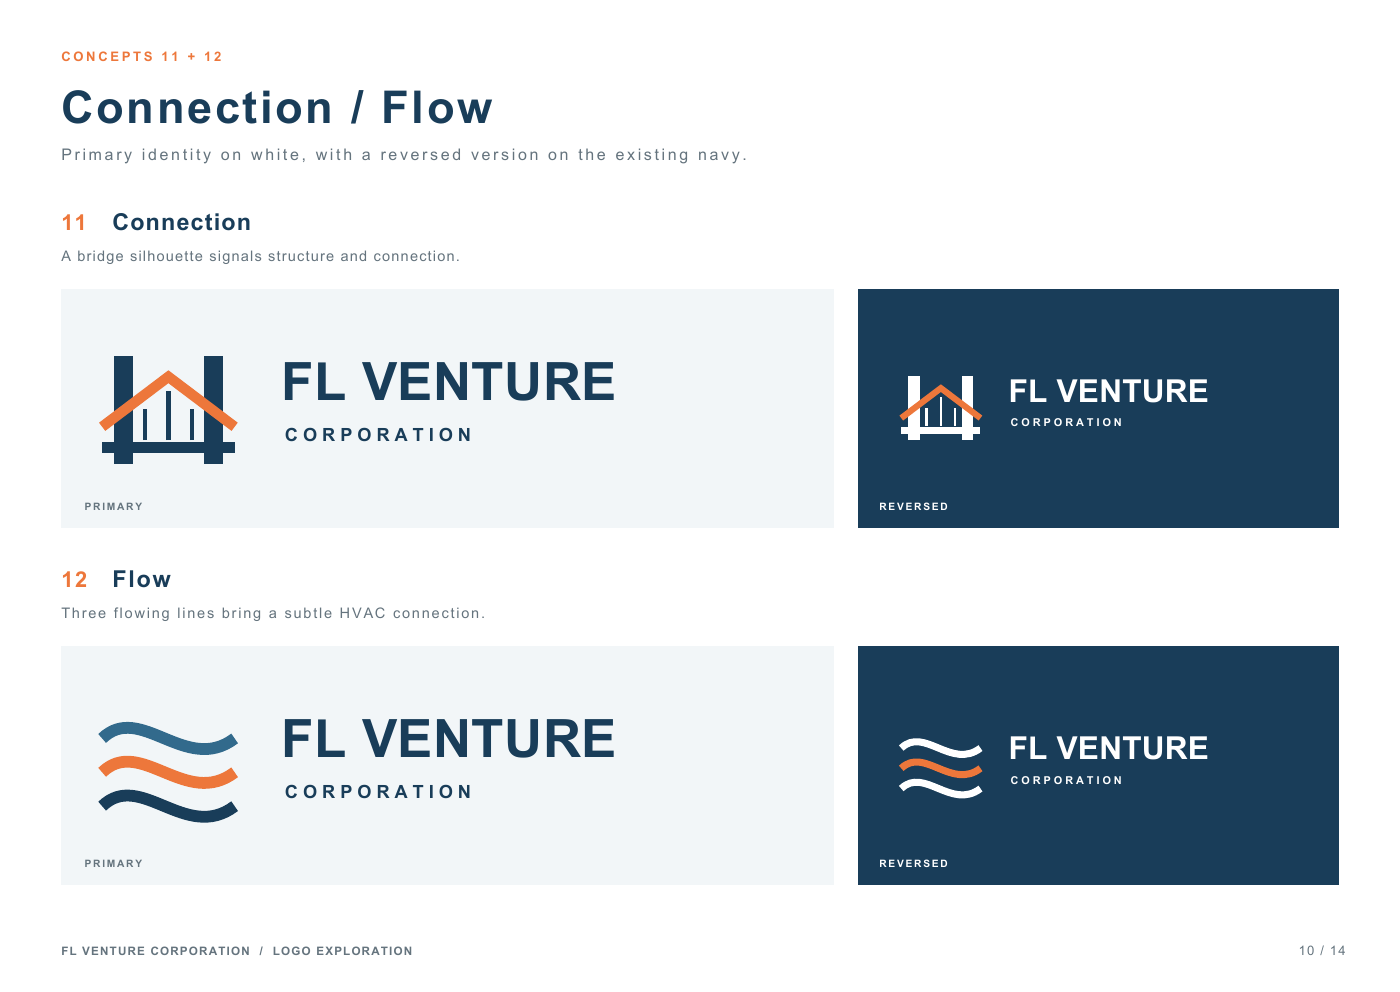 CONCEPTS 11 + 12
Connection / Flow
Primary identity on white, with a reversed version on the existing navy.
11 Connection
A bridge silhouette signals structure and connection.
FL VENTURE
CORPORATION
PRIMARY
FL VENTURE
CORPORATION
REVERSED
12 Flow
Three flowing lines bring a subtle HVAC connection.
FL VENTURE
CORPORATION
PRIMARY
FL VENTURE
CORPORATION
REVERSED
FL VENTURE CORPORATION / LOGO EXPLORATION
10 / 14